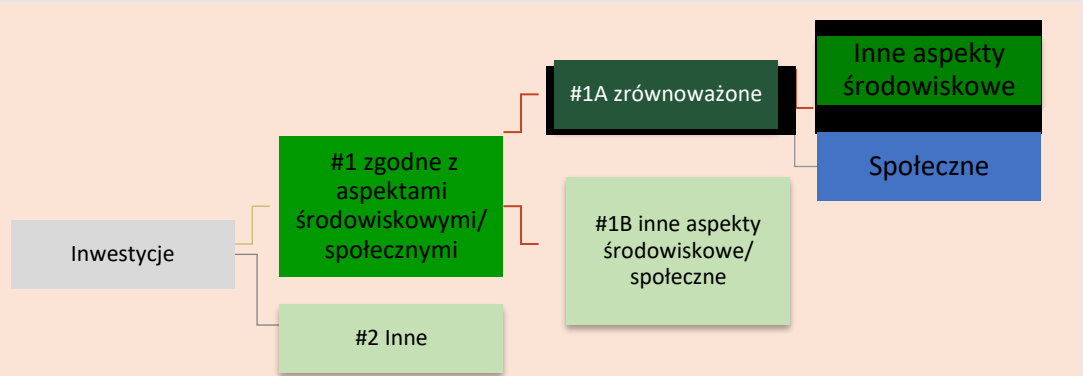 Inwestycje
#1 zgodne z
aspektami
środowiskowymi/
społecznymi
#2 Inne
#1A zrównoważone
#1B inne aspekty
środowiskowe/
społeczne
Inne aspekty
środowiskowe
Społeczne